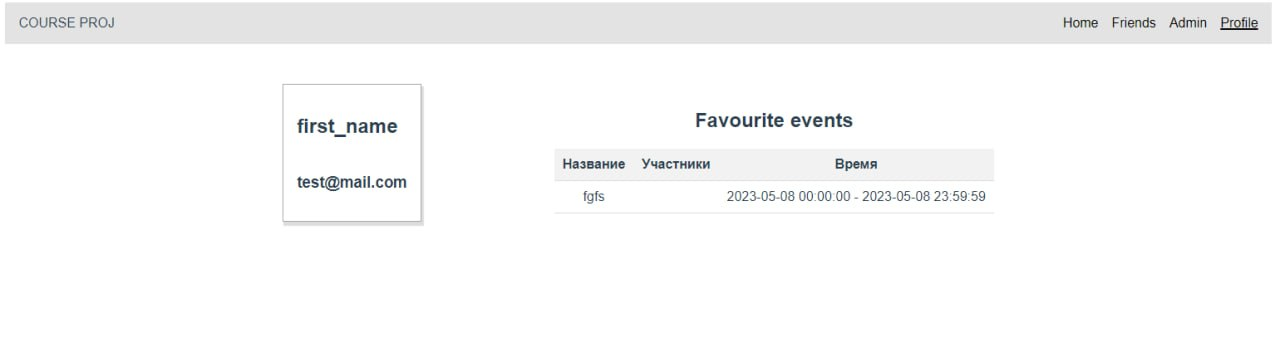 COURSE PROJ Home Friends Admin Profile
first_name
test@mail.com
Favourite events
Название Участники Время
fgfs 2023-05-08 00:00:00 - 2023-05-08 23:59:59